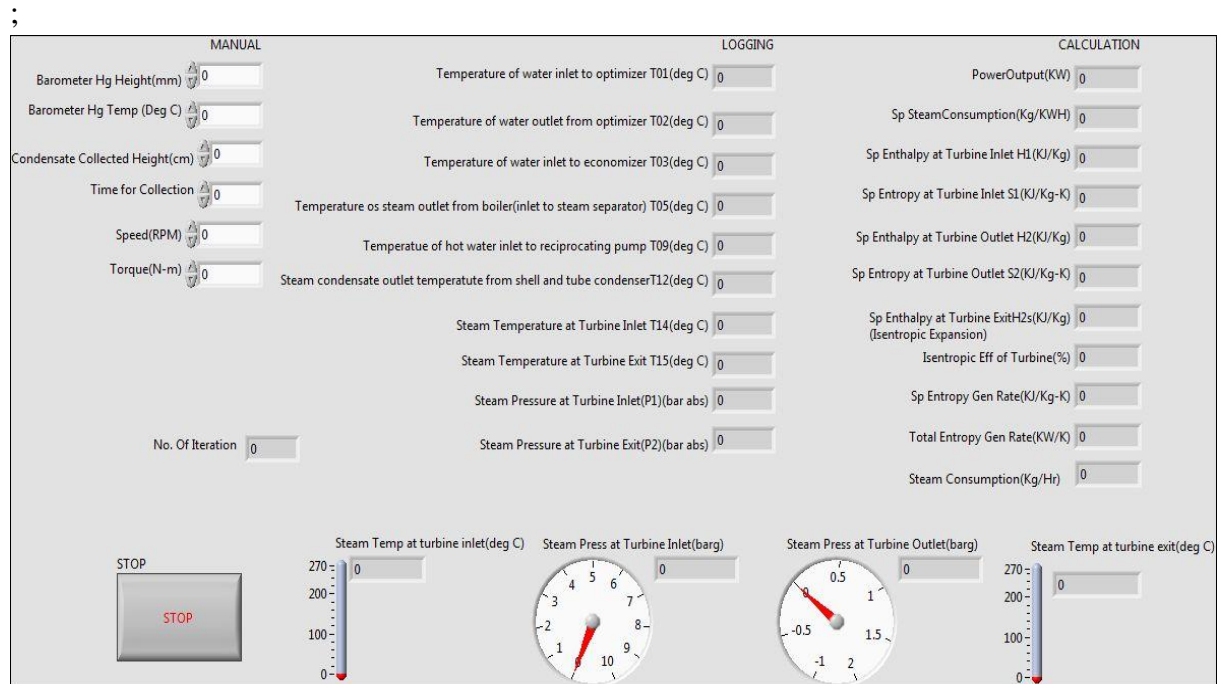 ;
MANUAL
Barometer Hg Height(mm) 0
Barometer Hg Temp (Deg C) 0
Condensate Collected Height(cm) 0
Time for Collection 0
Speed(RPM) 0
Torque(N-m) 0
No. Of Iteration 0
LOGGING
Temperature of water inlet to optimizer T01(deg C) 0
Temperature of water outlet from optimizer T02(deg C) 0
Temperature of water inlet to economizer T03(deg C) 0
Temperature os steam outlet from boiler(inlet to steam separator) T05(deg C) 0
Temperatue of hot water inlet to reciprocating pump T09(deg C) 0
Steam condensate outlet temperatute from shell and tube condenserT12(deg C) 0
Steam Temperature at Turbine Inlet T14(deg C) 0
Steam Temperature at Turbine Exit T15(deg C) 0
Steam Pressure at Turbine Inlet(P1)(bar abs) 0
Steam Pressure at Turbine Exit(P2)(bar abs) 0
CALCULATION
PowerOutput(KW) 0
Sp SteamConsumption(Kg/KWH) 0
Sp Enthalpy at Turbine Inlet H1(KJ/Kg) 0
Sp Entropy at Turbine Inlet S1(KJ/Kg-K) 0
Sp Enthalpy at Turbine Outlet H2(KJ/Kg) 0
Sp Entropy at Turbine Outlet S2(KJ/Kg-K) 0
Sp Enthalpy at Turbine ExitH2s(KJ/Kg) 0
(Isentropic Expansion)
Isentropic Eff of Turbine(%) 0
Sp Entropy Gen Rate(KJ/Kg-K) 0
Total Entropy Gen Rate(KW/K) 0
Steam Consumption(Kg/Hr) 0
STOP
STOP
Steam Temp at turbine inlet(deg C)
0
270
200
100
0
Steam Press at Turbine Inlet(barg)
0
0 1 2 3 4 5 6 7 8 9 10
Steam Press at Turbine Outlet(barg)
0
-1 -0.5 0 0.5 1 1.5 2
Steam Temp at turbine exit(deg C)
0
270
200
100
0